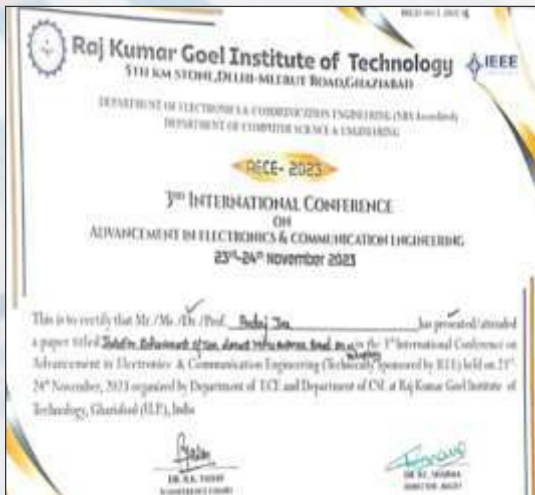 Raj Kumar Goel Institute of Technology
IEEE
5TH KM STONE, DELHI-MEERUT ROAD, GHAZIABAD
DEPARTMENT OF ELECTRONICS & COMMUNICATION ENGINEERING (NBA Accredited)
DEPARTMENT OF COMPUTER SCIENCE & ENGINEERING
AECE- 2023
3RD INTERNATIONAL CONFERENCE
ON
ADVANCEMENT IN ELECTRONICS & COMMUNICATION ENGINEERING
23rd-24th November 2023
This is to certify that Mr./Ms./Dr./Prof. has presented/attended
a paper titled in the 3rd International Conference on
Advancement in Electronics & Communication Engineering (Technically Sponsored by IEEE) held on 23rd-
24th November, 2023 organized by Department of ECE and Department of CSE at Raj Kumar Goel Institute of
Technology, Ghaziabad (U.P.), India